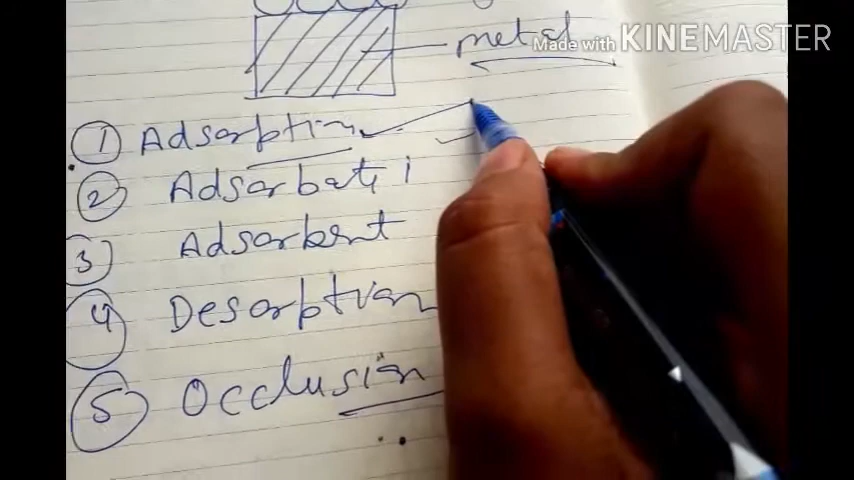 metal
Made with KINEMASTER
① Adsorption
② Adsorbate
③ Adsorbent
④ Desorption
⑤ Occlusion